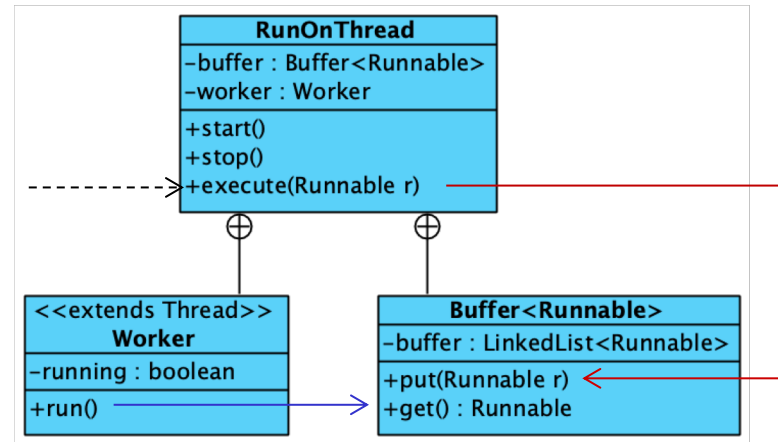 RunOnThread
-buffer : Buffer<Runnable>
-worker : Worker
+start()
+stop()
+execute(Runnable r)
<<extends Thread>>
Worker
-running : boolean
+run()
Buffer<Runnable>
-buffer : LinkedList<Runnable>
+put(Runnable r)
+get() : Runnable